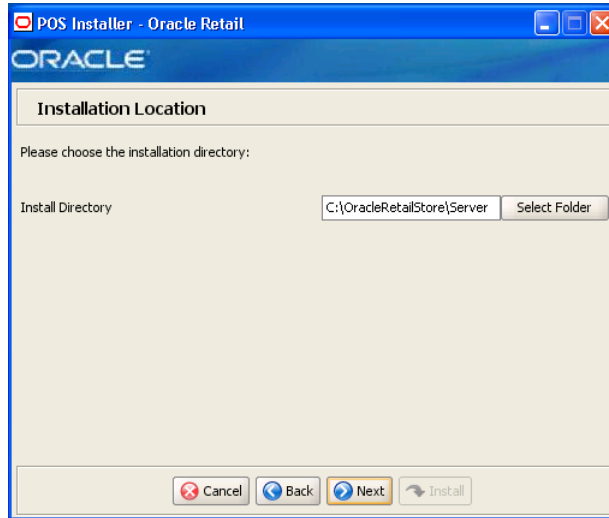 POS Installer - Oracle Retail
ORACLE
Installation Location
Please choose the installation directory:
Install Directory C:\OracleRetailStore\Server Select Folder
Cancel Back Next Install